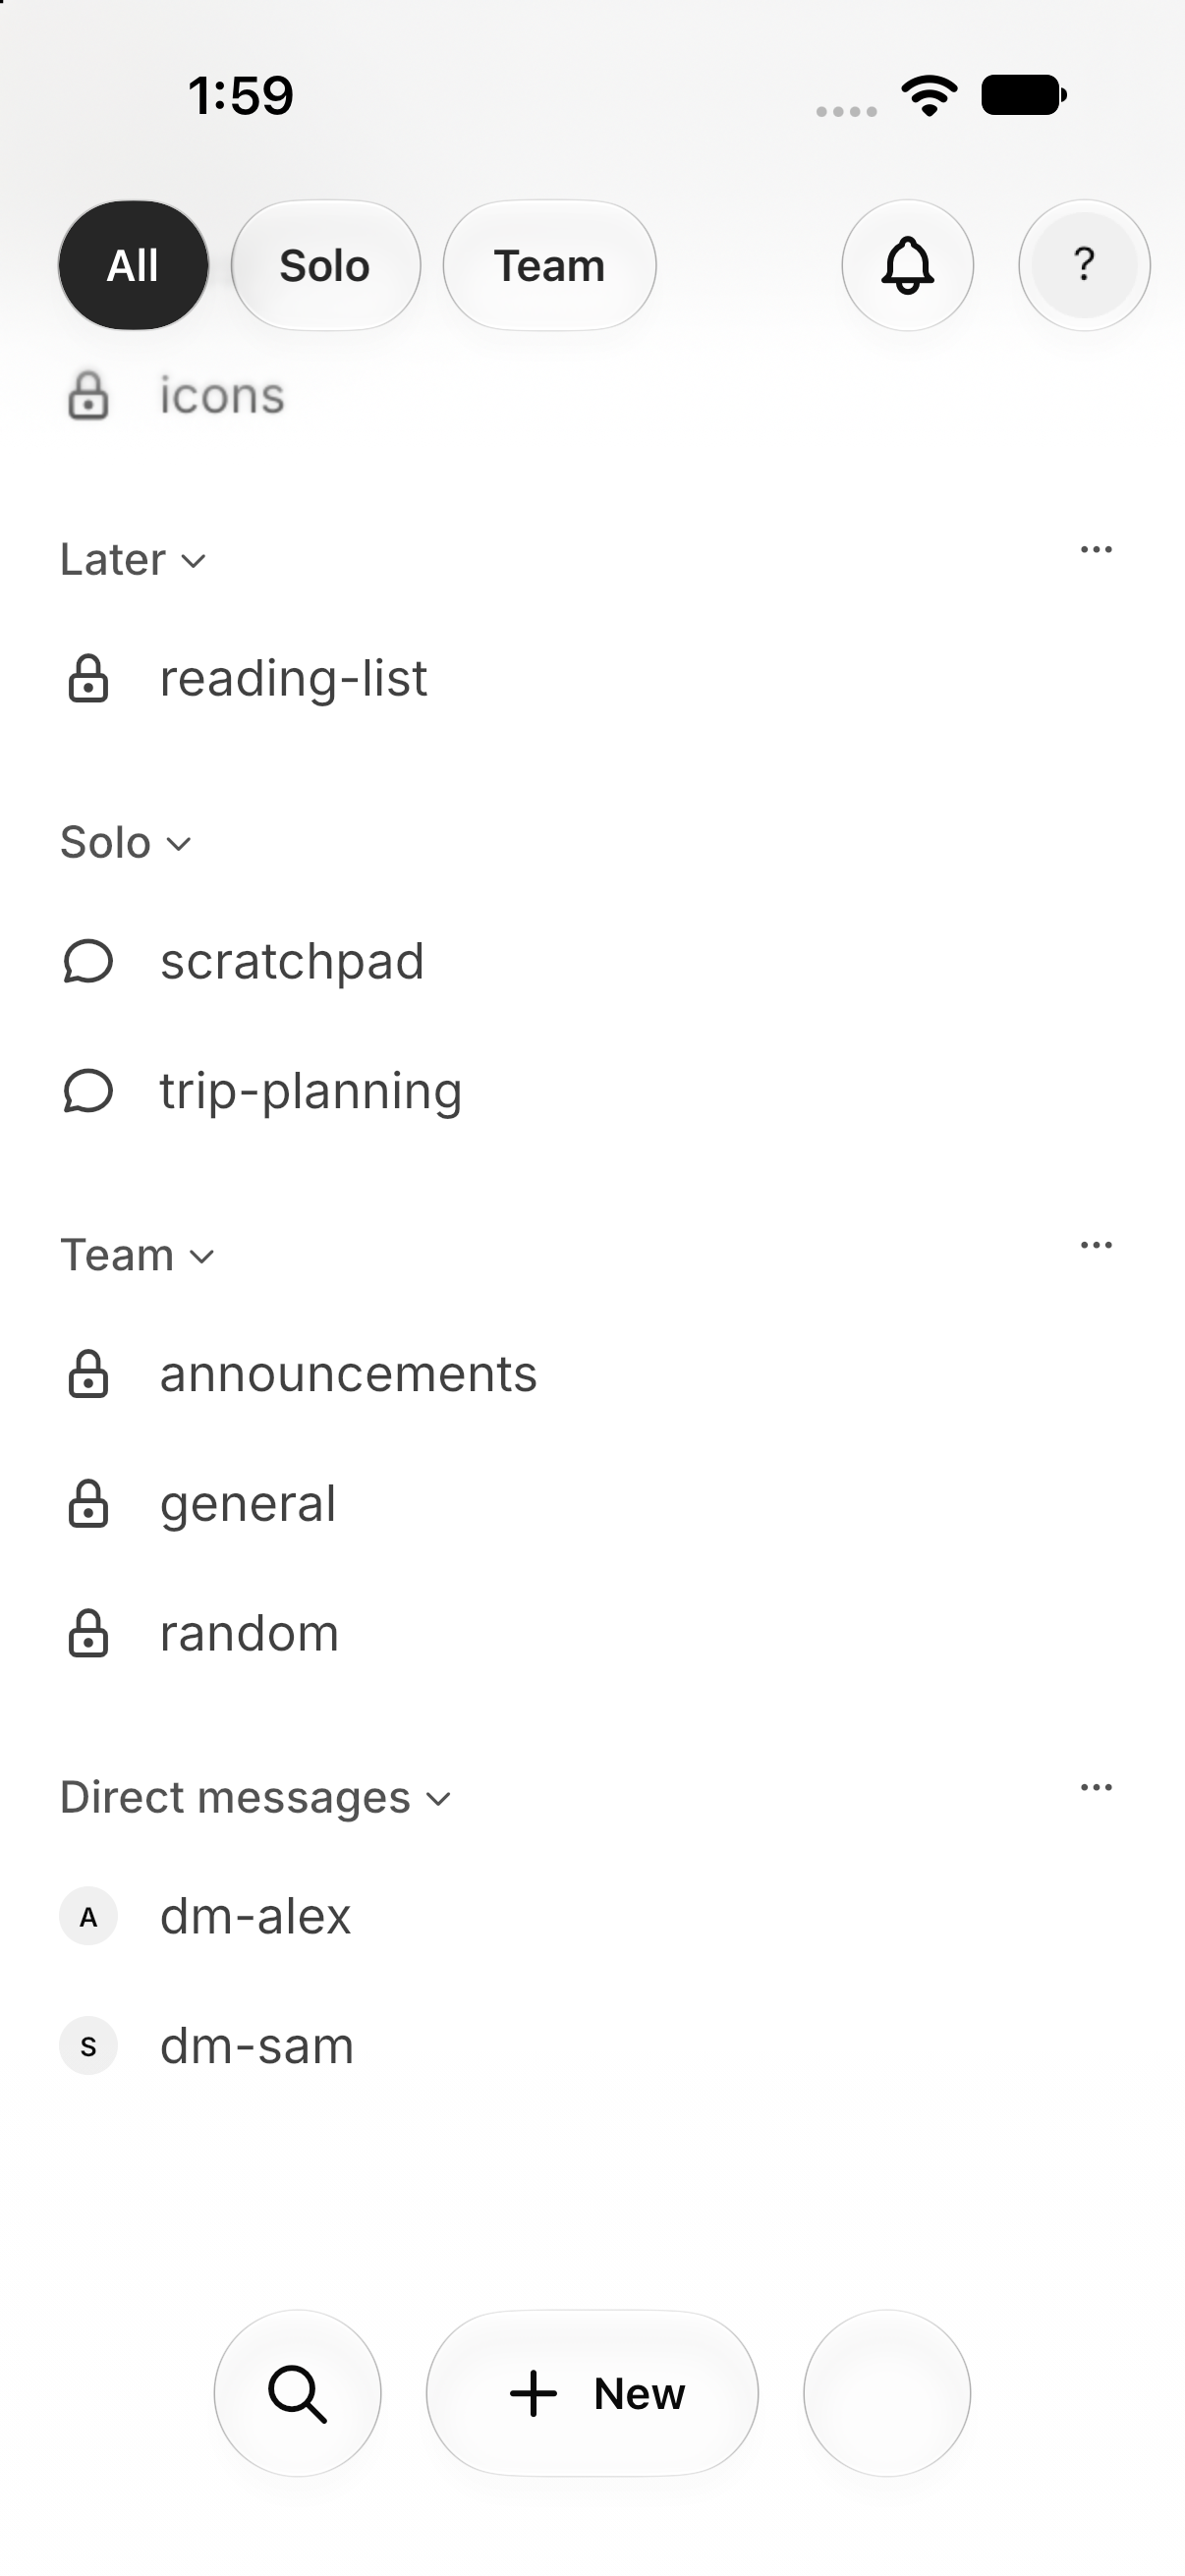 1:59
All Solo Team ?
icons
Later
reading-list
Solo
scratchpad
trip-planning
Team
announcements
general
random
Direct messages
A dm-alex
S dm-sam
New